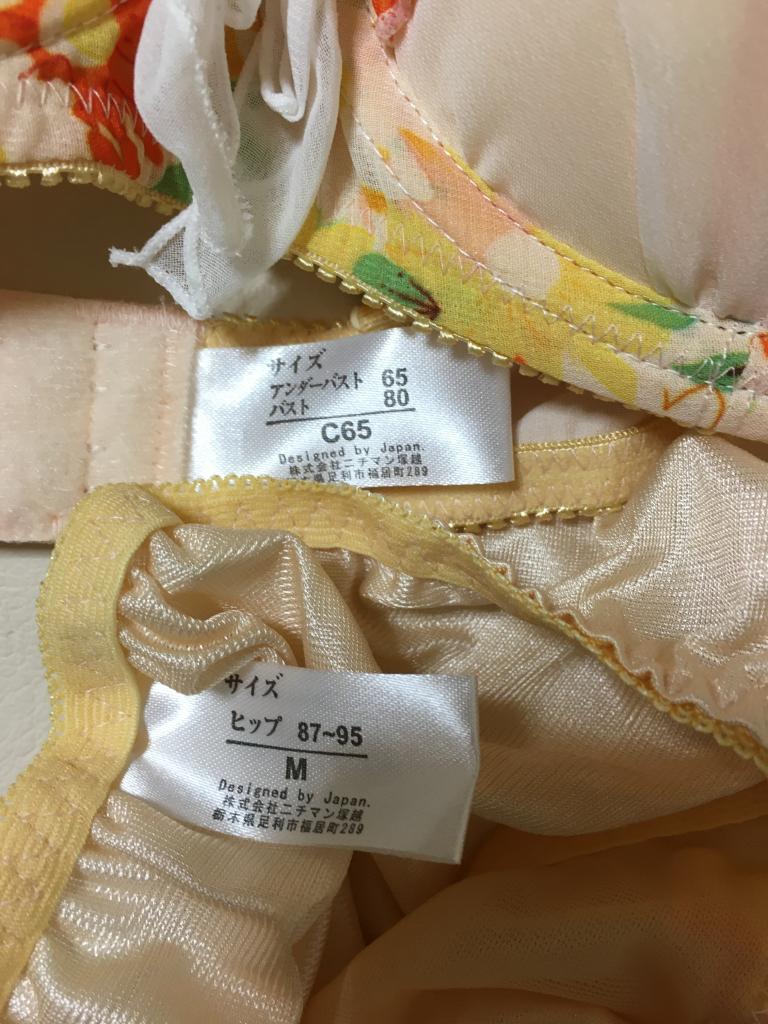 サイズ
アンダーバスト 65
バスト 80
C65
Designed by Japan.
株式会社ニチマン塚越
栃木県足利市福居町289
サイズ
ヒップ 87~95
M
Designed by Japan.
株式会社ニチマン塚越
栃木県足利市福居町289